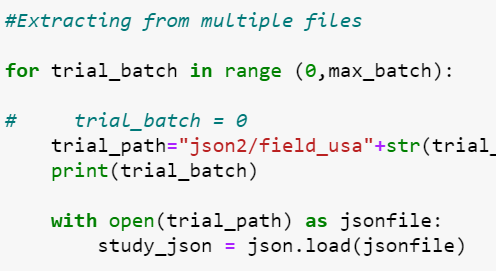 #Extracting from multiple files
for trial_batch in range (0,max_batch):
#     trial_batch = 0
    trial_path="json2/field_usa"+str(trial_
    print(trial_batch)
    with open(trial_path) as jsonfile:
        study_json = json.load(jsonfile)